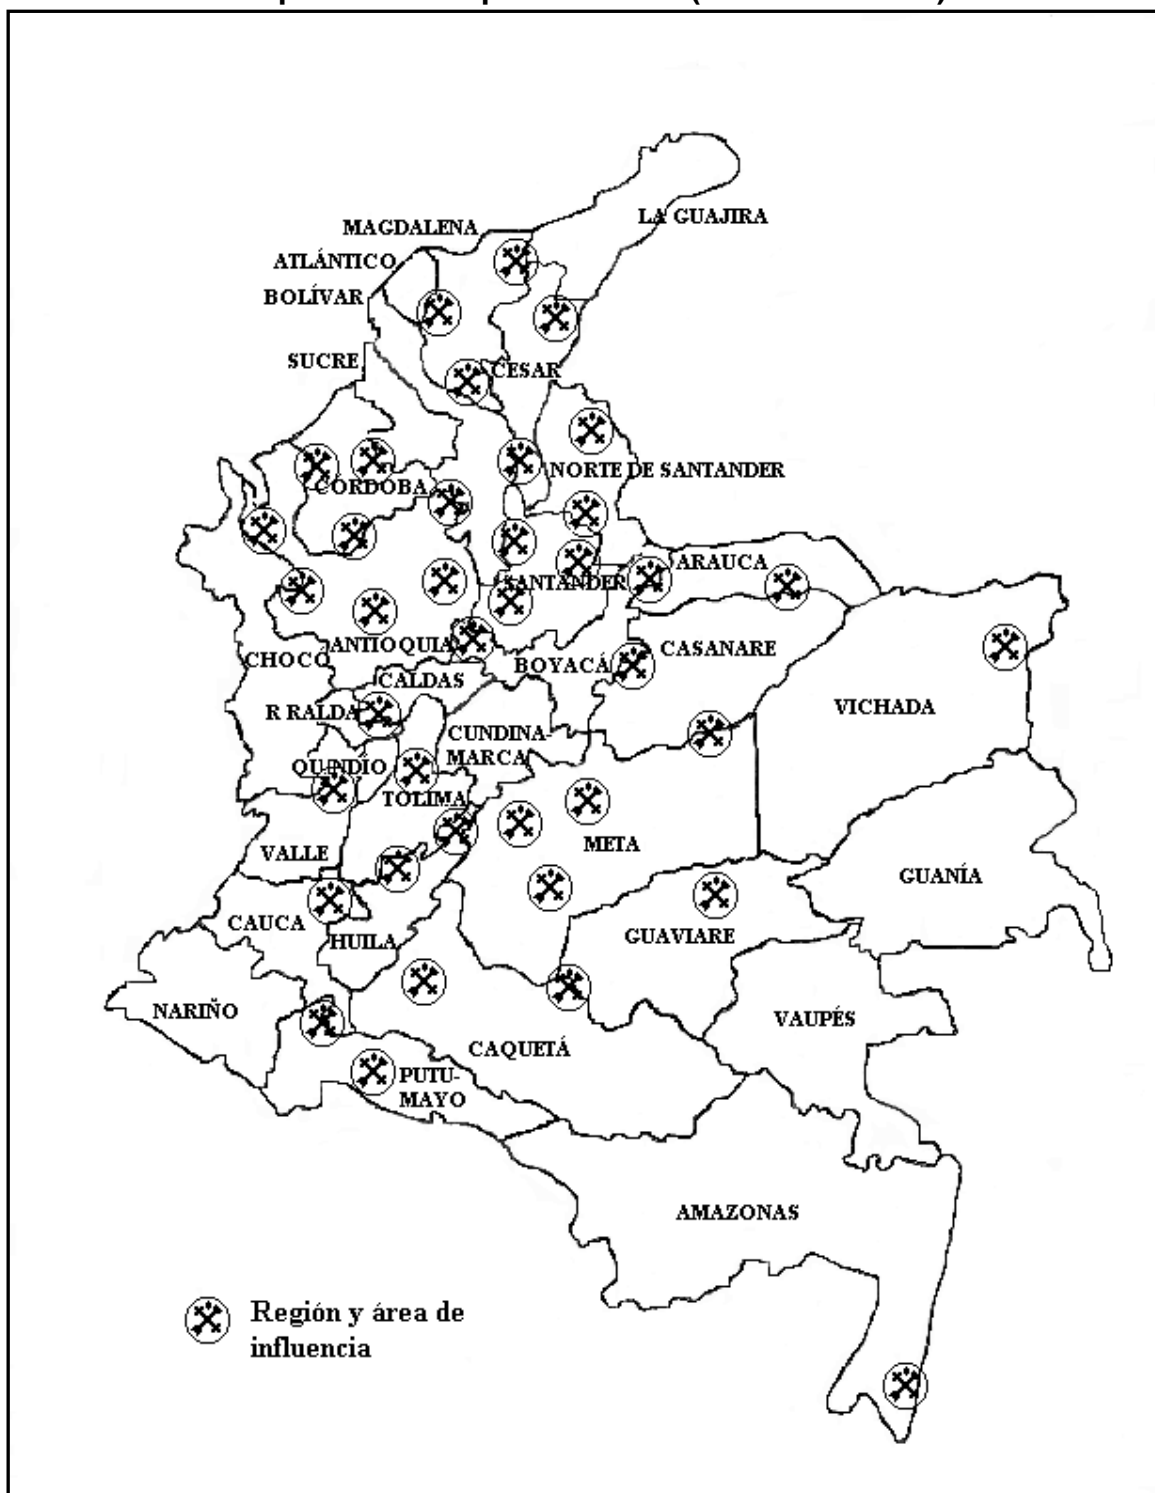 LA GUAJIRA
MAGDALENA
ATLÁNTICO
BOLÍVAR
SUCRE
CESAR
NORTE DE SANTANDER
CÓRDOBA
ARAUCA
SANTANDER
ANTIOQUIA
CHOCÓ
BOYACÁ
CASANARE
CALDAS
VICHADA
R RALDA
CUNDINA
MARCA
QUNDÍO
TOLIMA
META
VALLE
GUANÍA
CAUCA
HUILA
GUAVIARE
NARIÑO
VAUPÉS
CAQUETÁ
PUTU-
MAYO
AMAZONAS
Región y área de
influencia